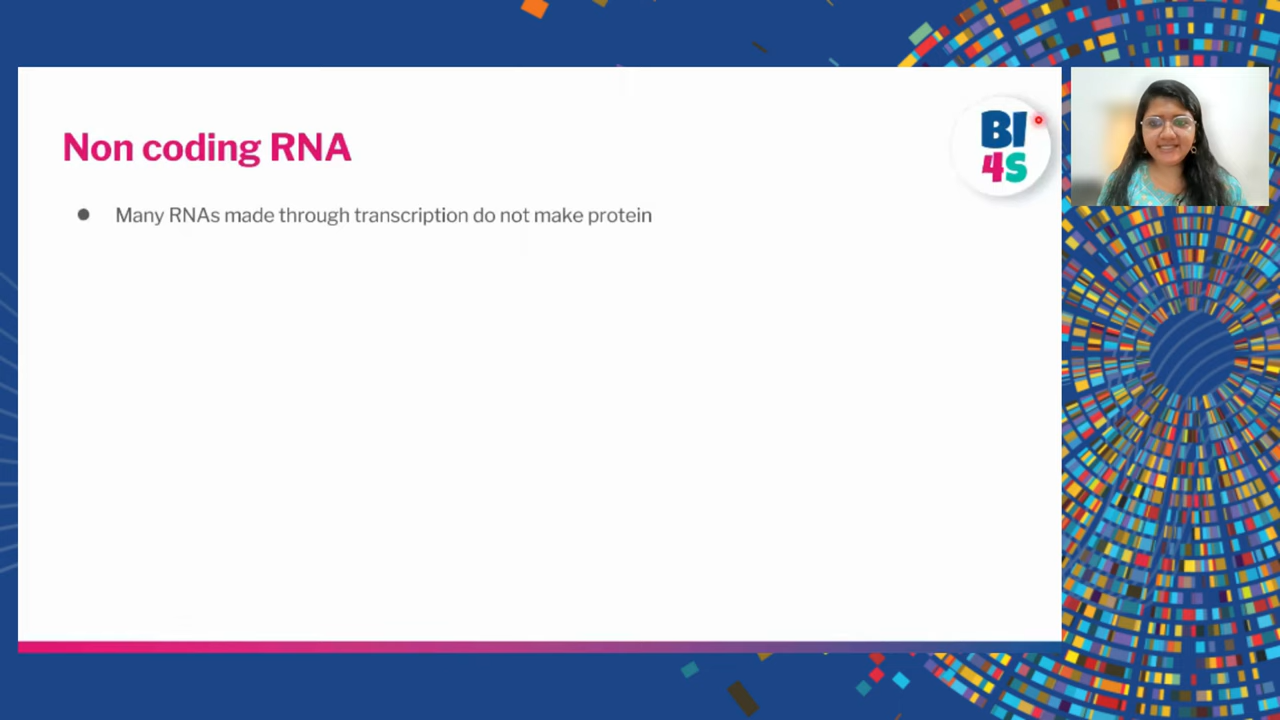 Non coding RNA
BI
4S
● Many RNAs made through transcription do not make protein